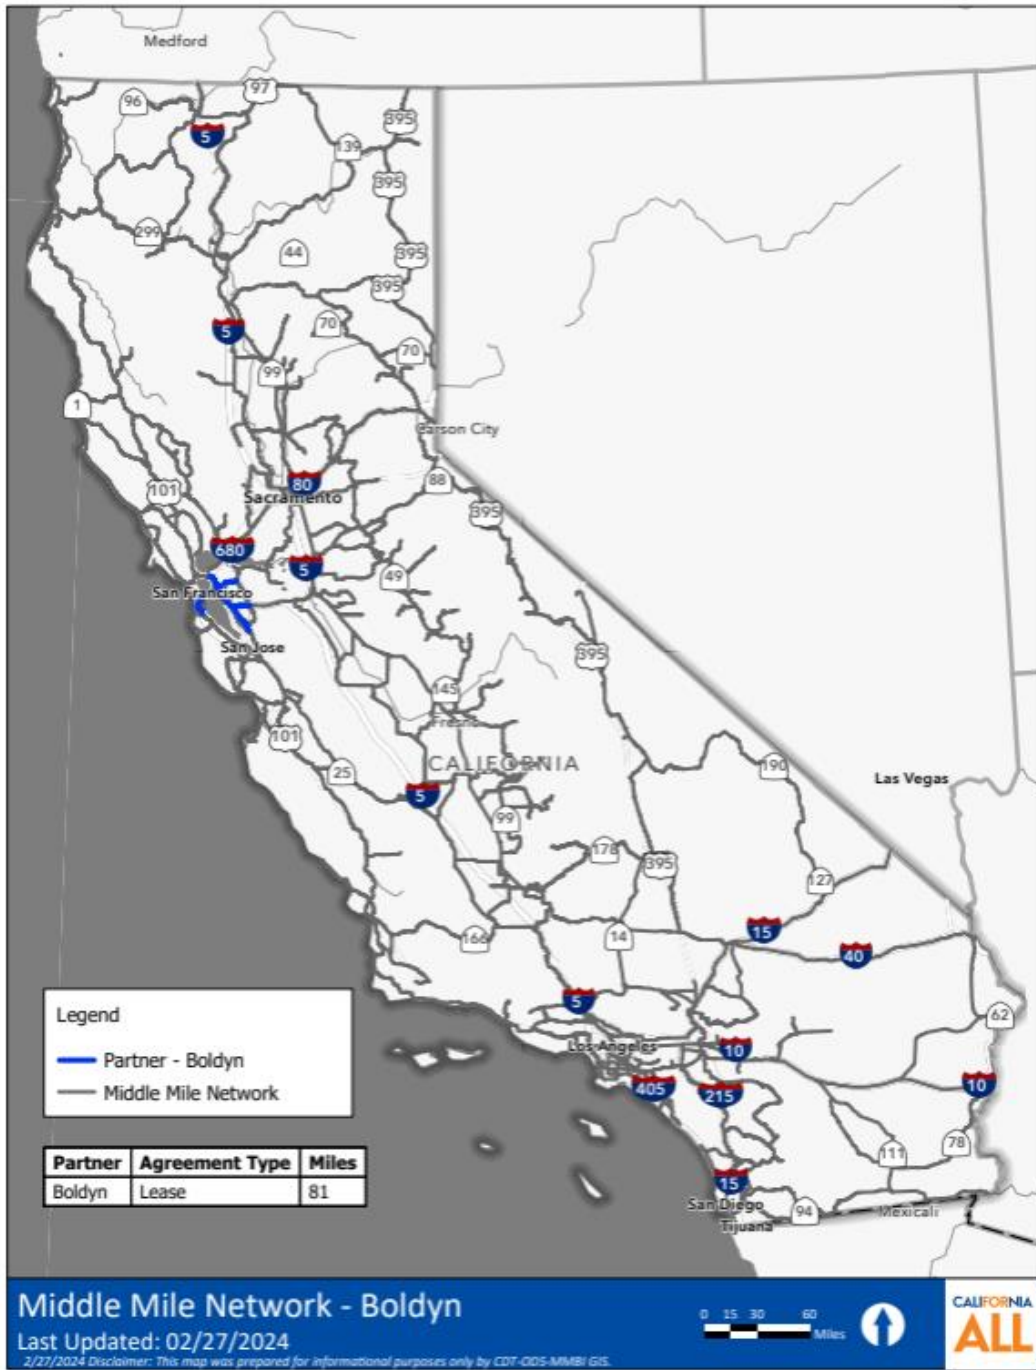 Medford
97
96
5
395
139
395
299
44
395
395
5
70
70
99
1
Carson City
80
88
Sacramento
101
395
680
5
49
San Francisco
San Jose
395
145
Fresno
101
CALIFORNIA
190
25
Las Vegas
5
99
178
395
127
15
166
14
40
5
62
Los Angeles
10
10
405
215
78
111
15
San Diego
94
Mexicali
Tijuana
Legend
Partner - Boldyn
Middle Mile Network
Partner Agreement Type Miles
Boldyn Lease 81
Middle Mile Network - Boldyn
Last Updated: 02/27/2024
2/27/2024 Disclaimer: This map was prepared for informational purposes only by CDT-ODS-MMBI GIS.
0 15 30 60
Miles
CALIFORNIA
ALL